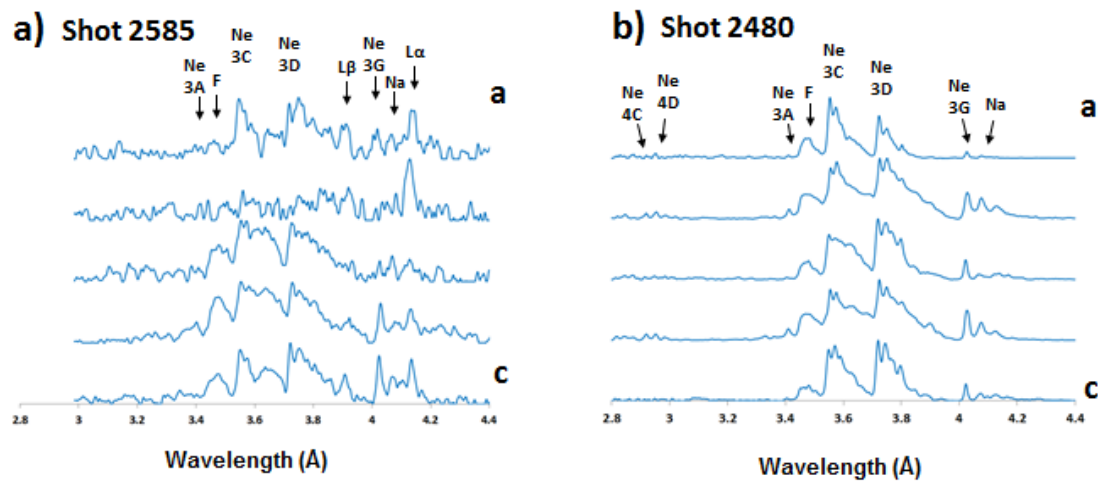 a) Shot 2585
Ne 3A
F
Ne 3C
Ne 3D
Lβ
Ne 3G
Na
Lα
a
c
2.8 3 3.2 3.4 3.6 3.8 4 4.2 4.4
Wavelength (Å)
b) Shot 2480
Ne 4C
Ne 4D
Ne 3A
F
Ne 3C
Ne 3D
Ne 3G
Na
a
c
2.8 3 3.2 3.4 3.6 3.8 4 4.2 4.4
Wavelength (Å)